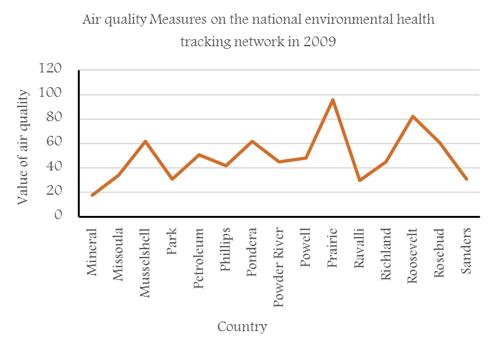 Air quality Measures on the national environmental health
tracking network in 2009
Value of air quality
120
100
80
60
40
20
0
Mineral
Missoula
Musselshell
Park
Petroleum
Phillips
Pondera
Powder River
Powell
Prairie
Ravalli
Richland
Roosevelt
Rosebud
Sanders
Country